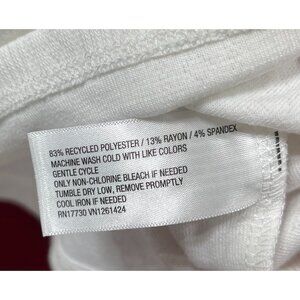 83% RECYCLED POLYESTER / 13% RAYON / 4% SPANDEX
MACHINE WASH COLD WITH LIKE COLORS
GENTLE CYCLE
ONLY NON-CHLORINE BLEACH IF NEEDED
TUMBLE DRY LOW, REMOVE PROMPTLY
COOL IRON IF NEEDED
RN17730 VN1261424